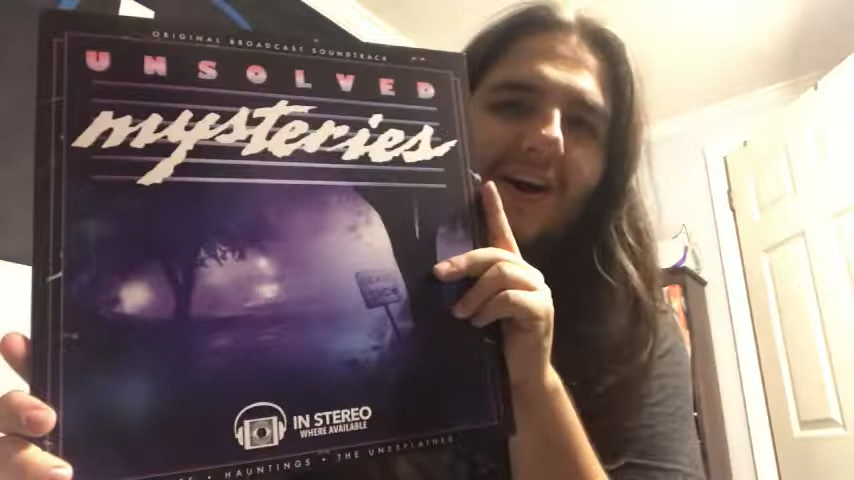 ORIGINAL BROADCAST SOUNDTRACK
UNSOLVED
mysteries
IN STEREO
WHERE AVAILABLE
HAUNTINGS • THE UNEXPLAINED